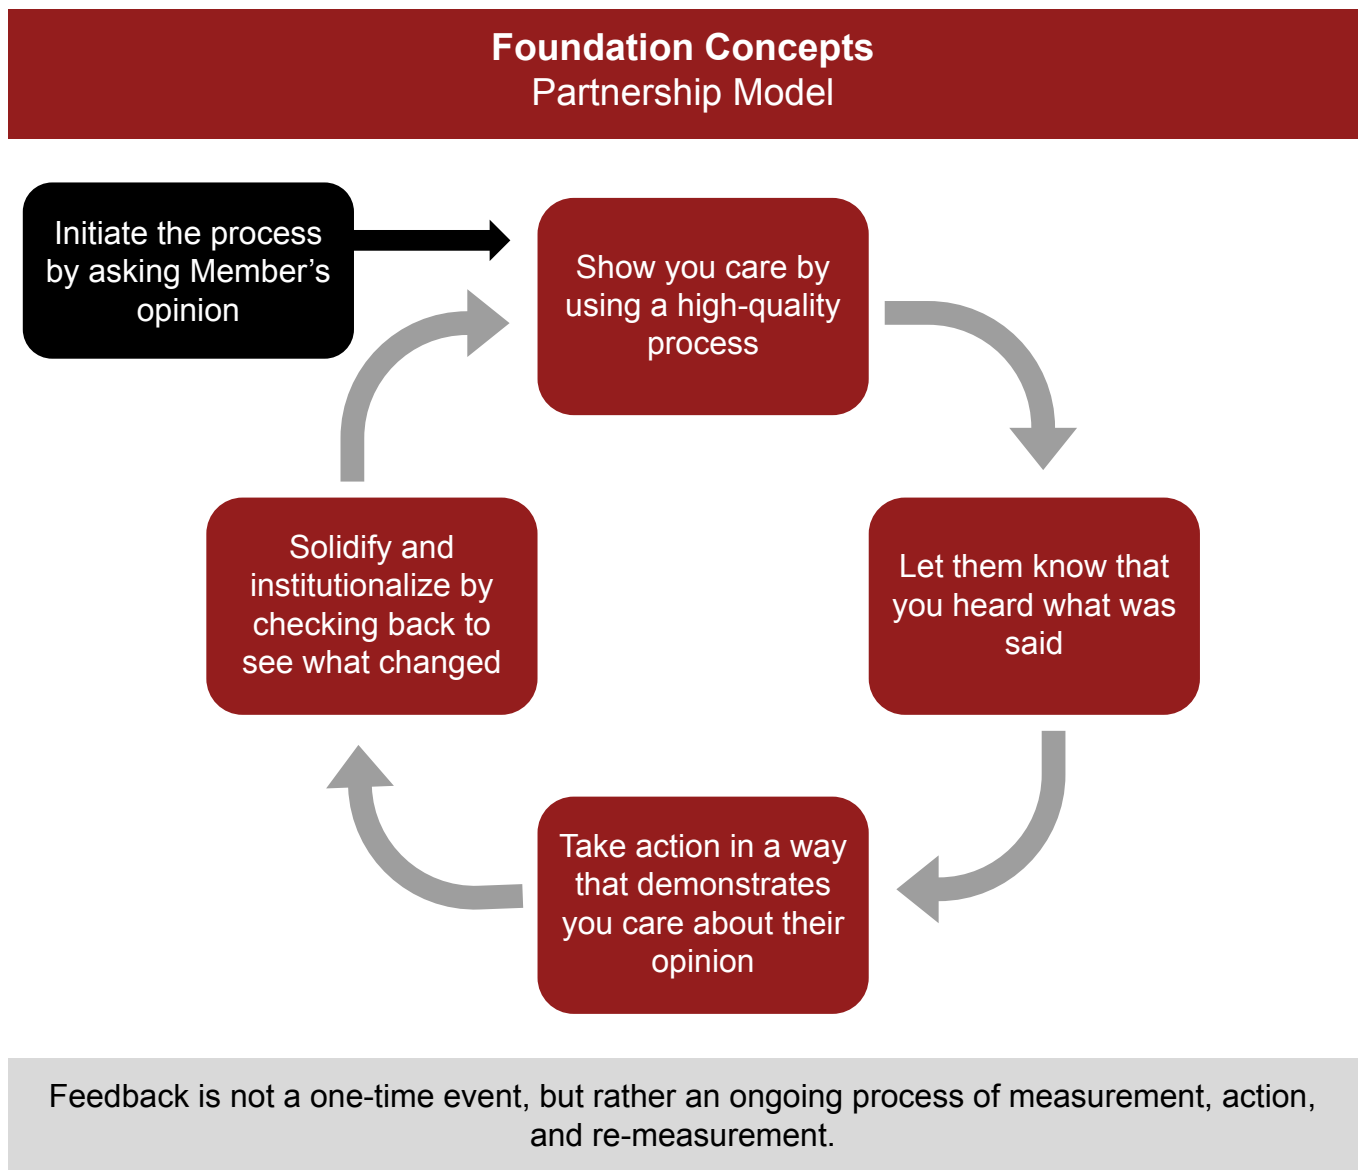 Foundation Concepts
Partnership Model
Initiate the process
by asking Member’s
opinion
Show you care by
using a high-quality
process
Let them know that
you heard what was
said
Take action in a way
that demonstrates
you care about their
opinion
Solidify and
institutionalize by
checking back to
see what changed
Feedback is not a one-time event, but rather an ongoing process of measurement, action,
and re-measurement.